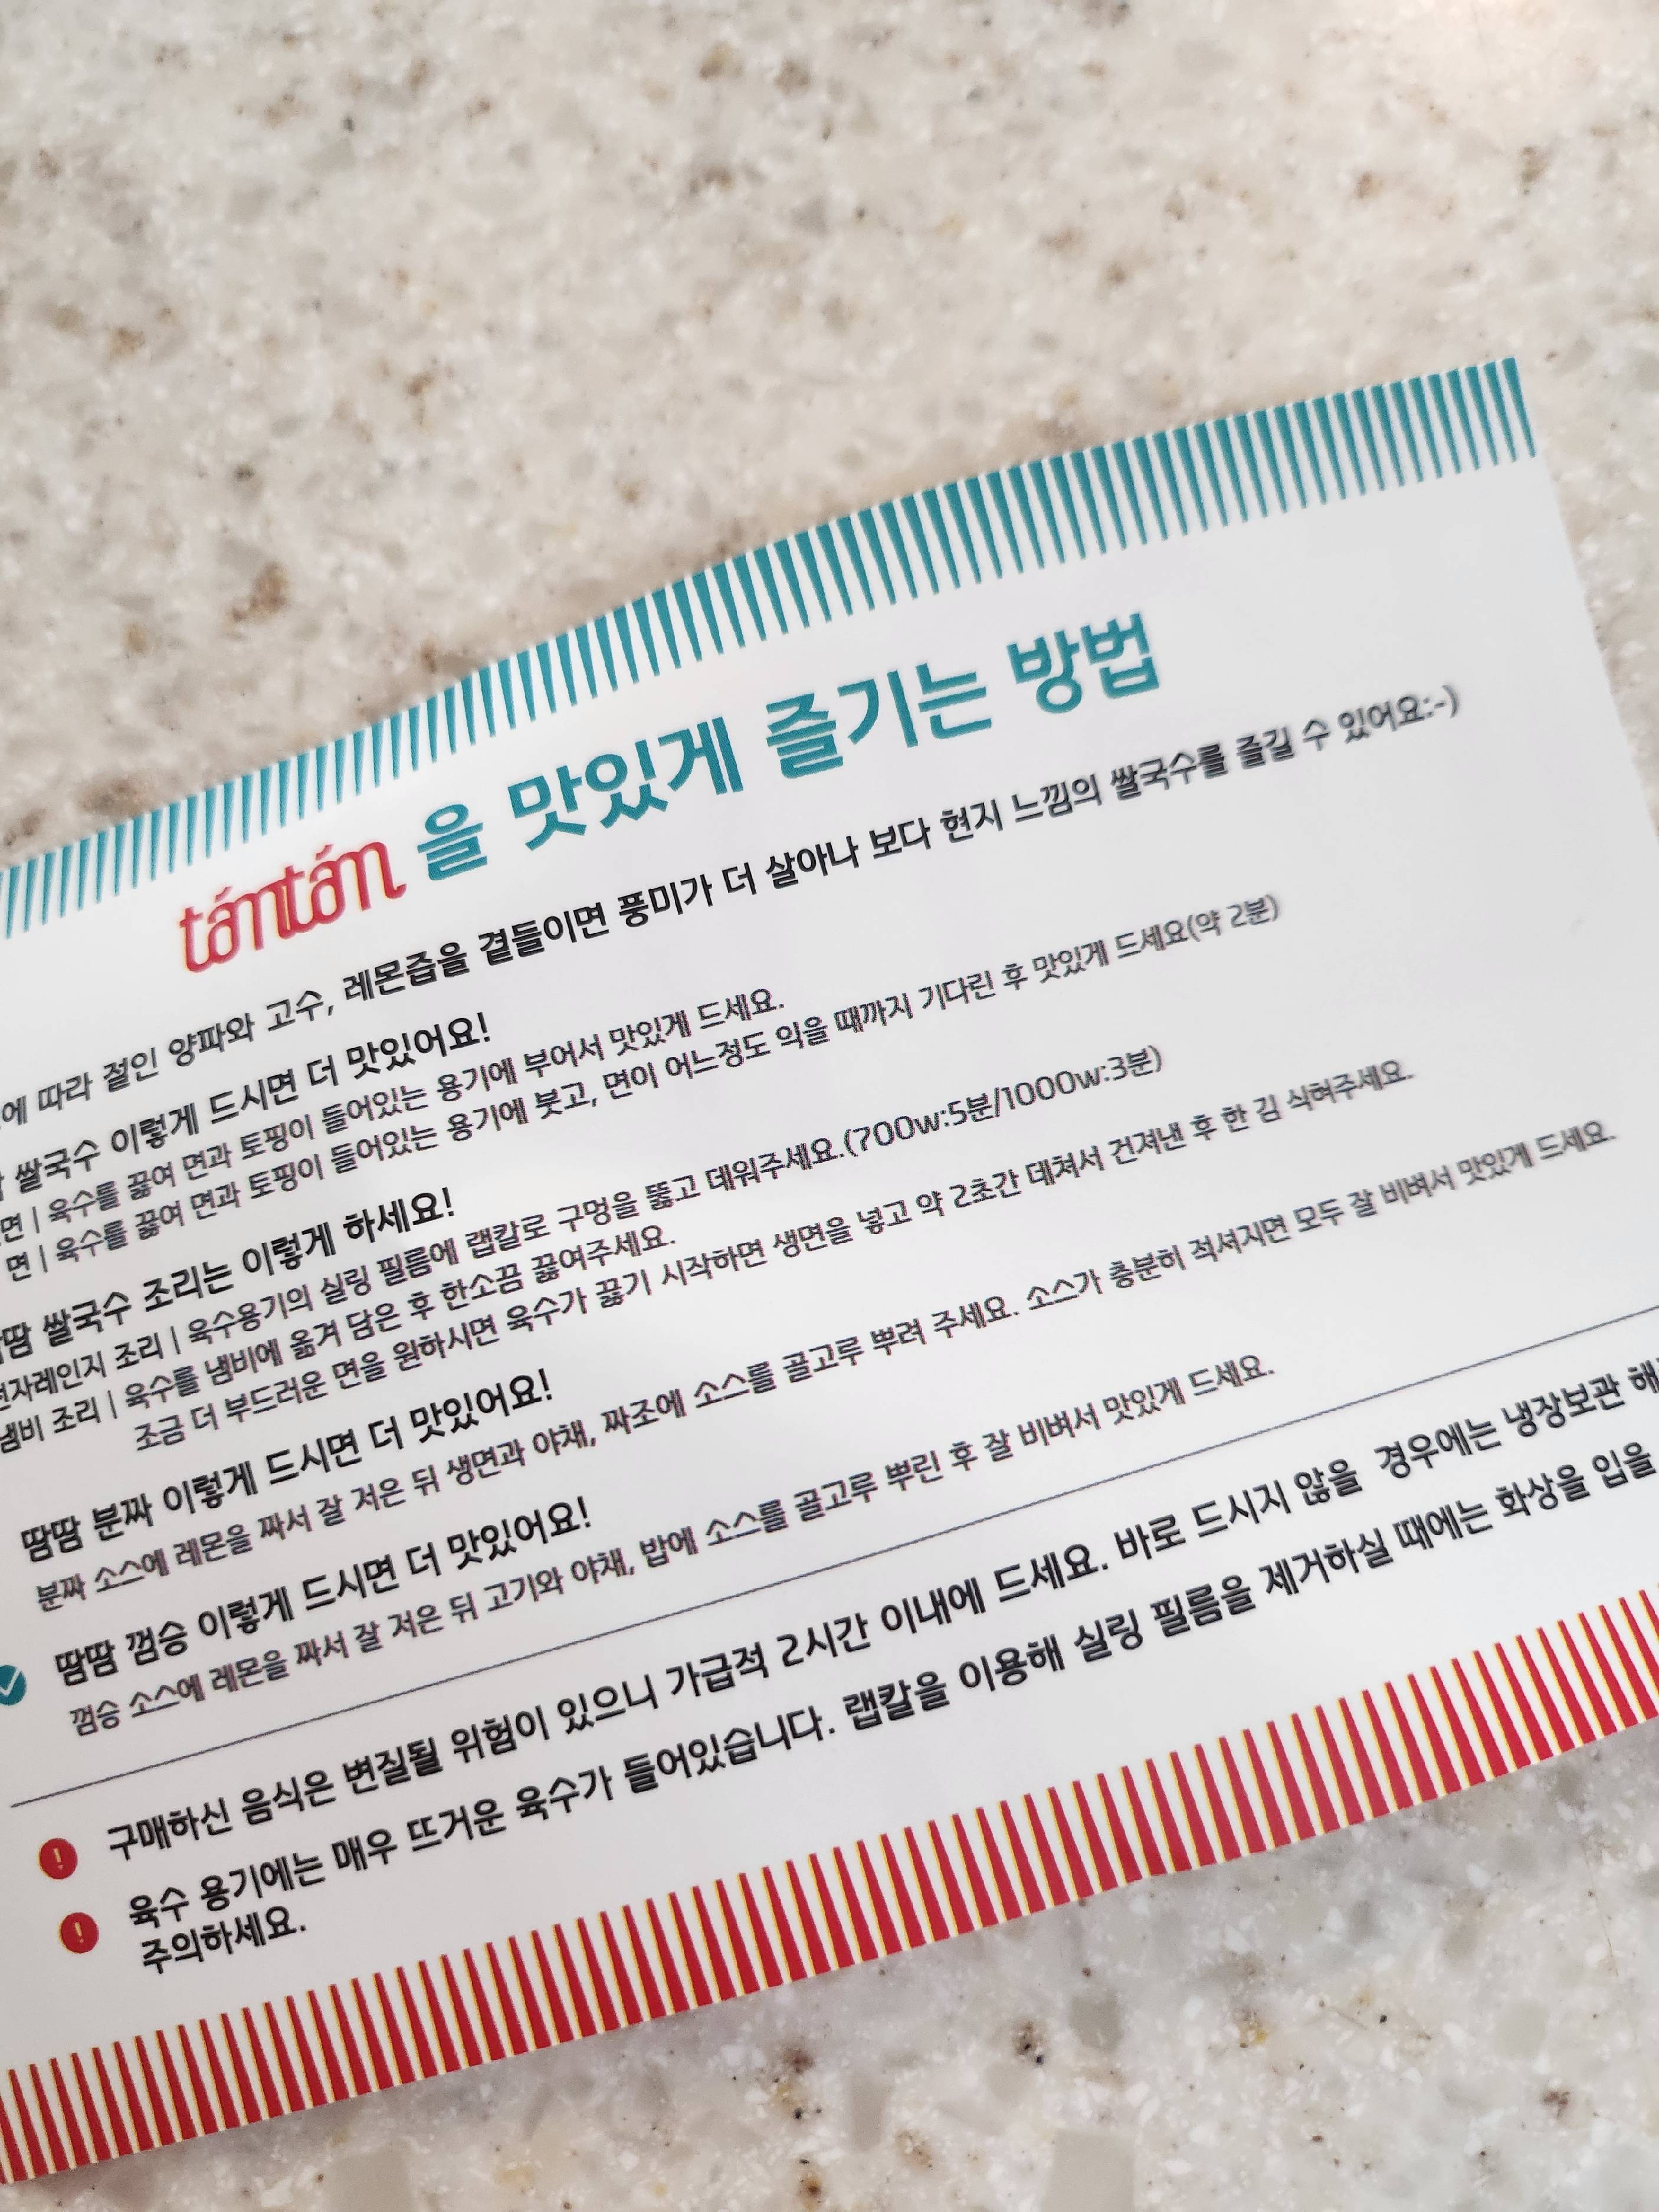 támtám 을 맛있게 즐기는 방법
에 따라 절인 양파와 고수, 레몬즙을 곁들이면 풍미가 더 살아나 보다 현지 느낌의 쌀국수를 즐길 수 있어요:-)
쌀국수 이렇게 드시면 더 맛있어요!
면 | 육수를 끓여 면과 토핑이 들어있는 용기에 부어서 맛있게 드세요.
면 | 육수를 끓여 면과 토핑이 들어있는 용기에 붓고, 면이 어느정도 익을 때까지 기다린 후 맛있게 드세요(약 2분)
땀 쌀국수 조리는 이렇게 하세요!
전자레인지 조리 | 육수용기의 실링 필름에 랩칼로 구멍을 뚫고 데워주세요.(700w:5분/1000w:3분)
냄비 조리 | 육수를 냄비에 옮겨 담은 후 한소끔 끓여주세요.
조금 더 부드러운 면을 원하시면 육수가 끓기 시작하면 생면을 넣고 약 2초간 데쳐서 건져낸 후 한 김 식혀주세요.
땀땀 분짜 이렇게 드시면 더 맛있어요!
분짜 소스에 레몬을 짜서 잘 저은 뒤 생면과 야채, 짜조에 소스를 골고루 뿌려 주세요. 소스가 충분히 적셔지면 모두 잘 비벼서 맛있게 드세요.
땀땀 껌승 이렇게 드시면 더 맛있어요!
껌승 소스에 레몬을 짜서 잘 저은 뒤 고기와 야채, 밥에 소스를 골고루 뿌린 후 잘 비벼서 맛있게 드세요.
구매하신 음식은 변질될 위험이 있으니 가급적 2시간 이내에 드세요. 바로 드시지 않을 경우에는 냉장보관 해
육수 용기에는 매우 뜨거운 육수가 들어있습니다. 랩칼을 이용해 실링 필름을 제거하실 때에는 화상을 입을
주의하세요.